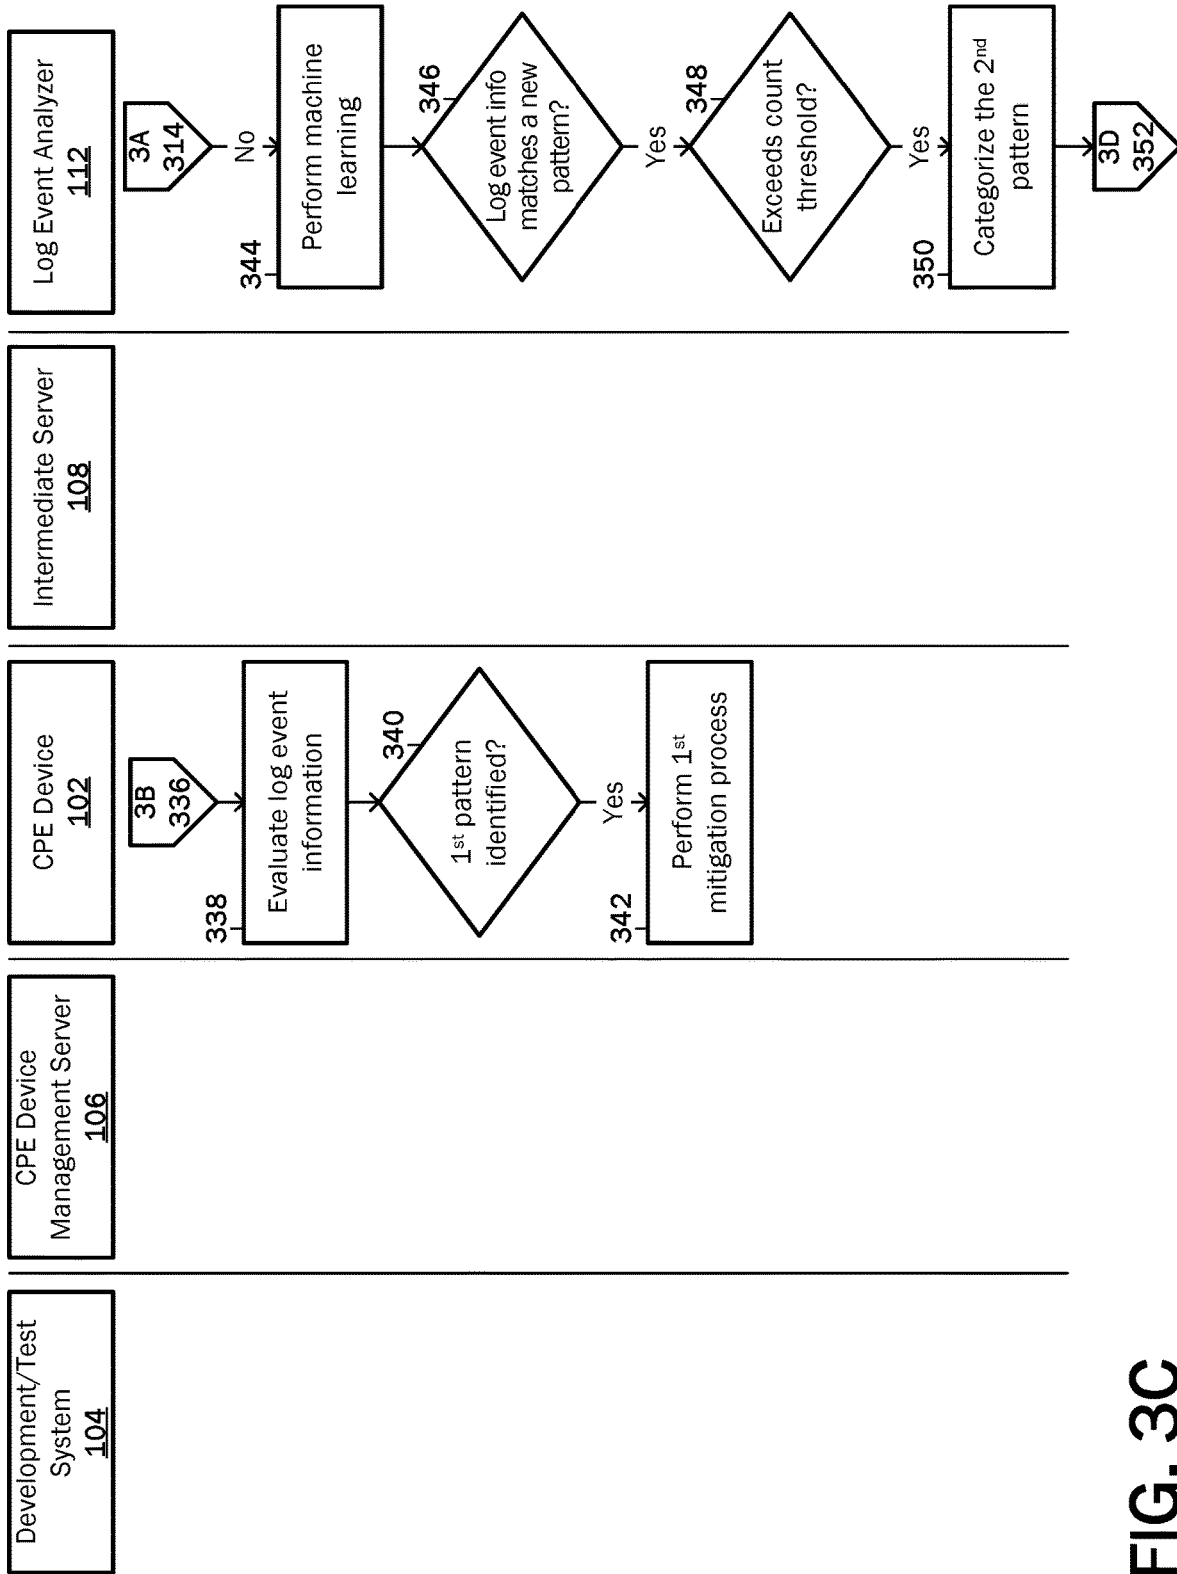 Development/Test
System
104
CPE Device
Management Server
106
CPE Device
102
Intermediate Server
108
Log Event Analyzer
112
3B
336
338
Evaluate log event
information
340
1st pattern
identified?
Yes
342
Perform 1st
mitigation process
3A
314
No
344
Perform machine
learning
346
Log event info
matches a new
pattern?
Yes
348
Exceeds count
threshold?
Yes
350
Categorize the 2nd
pattern
3D
352
FIG. 3C